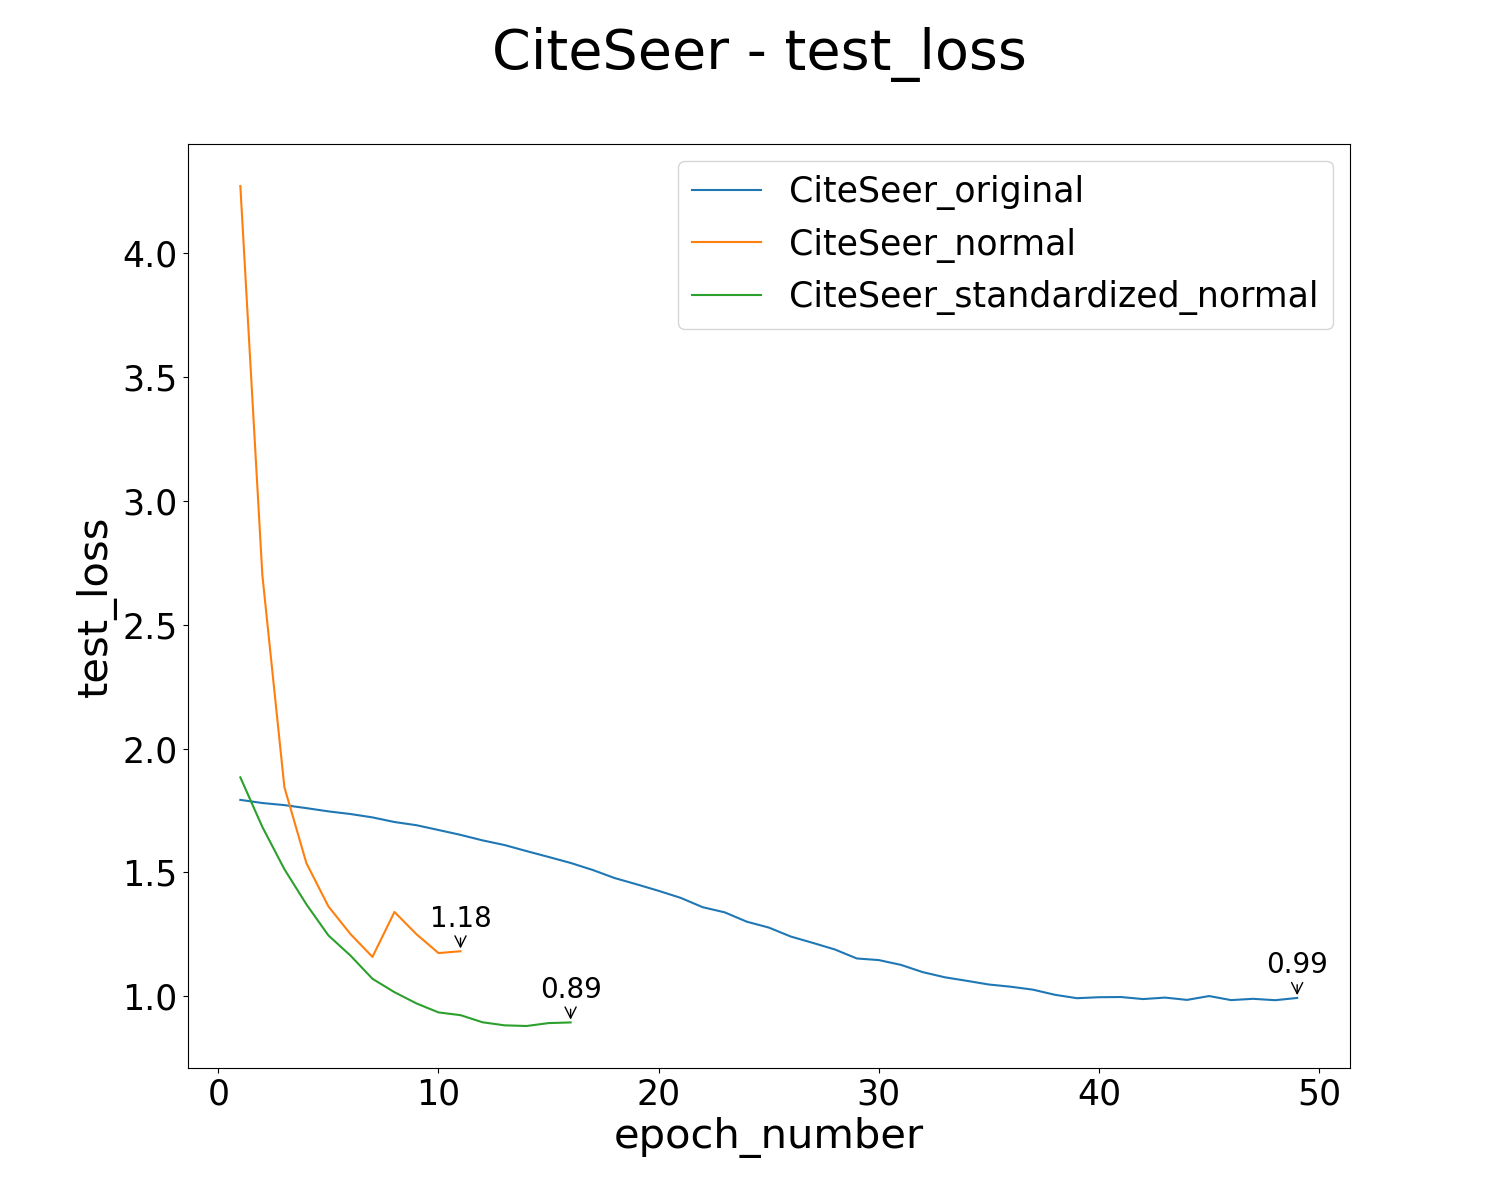 CiteSeer - test_loss
CiteSeer_original
CiteSeer_normal
CiteSeer_standardized_normal
4.0
3.5
3.0
2.5
2.0
1.5
1.0
test_loss
1.18
0.89
0.99
0
10
20
30
40
50
epoch_number